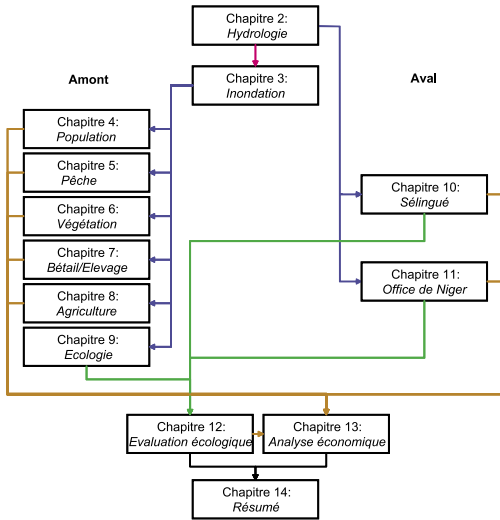 Chapitre 2:
Hydrologie
Amont
Chapitre 3:
Inondation
Aval
Chapitre 4:
Population
Chapitre 5:
Pêche
Chapitre 6:
Végétation
Chapitre 7:
Bétail/Elevage
Chapitre 8:
Agriculture
Chapitre 9:
Ecologie
Chapitre 10:
Sélingué
Chapitre 11:
Office de Niger
Chapitre 12:
Evaluation écologique
Chapitre 13:
Analyse économique
Chapitre 14:
Résumé